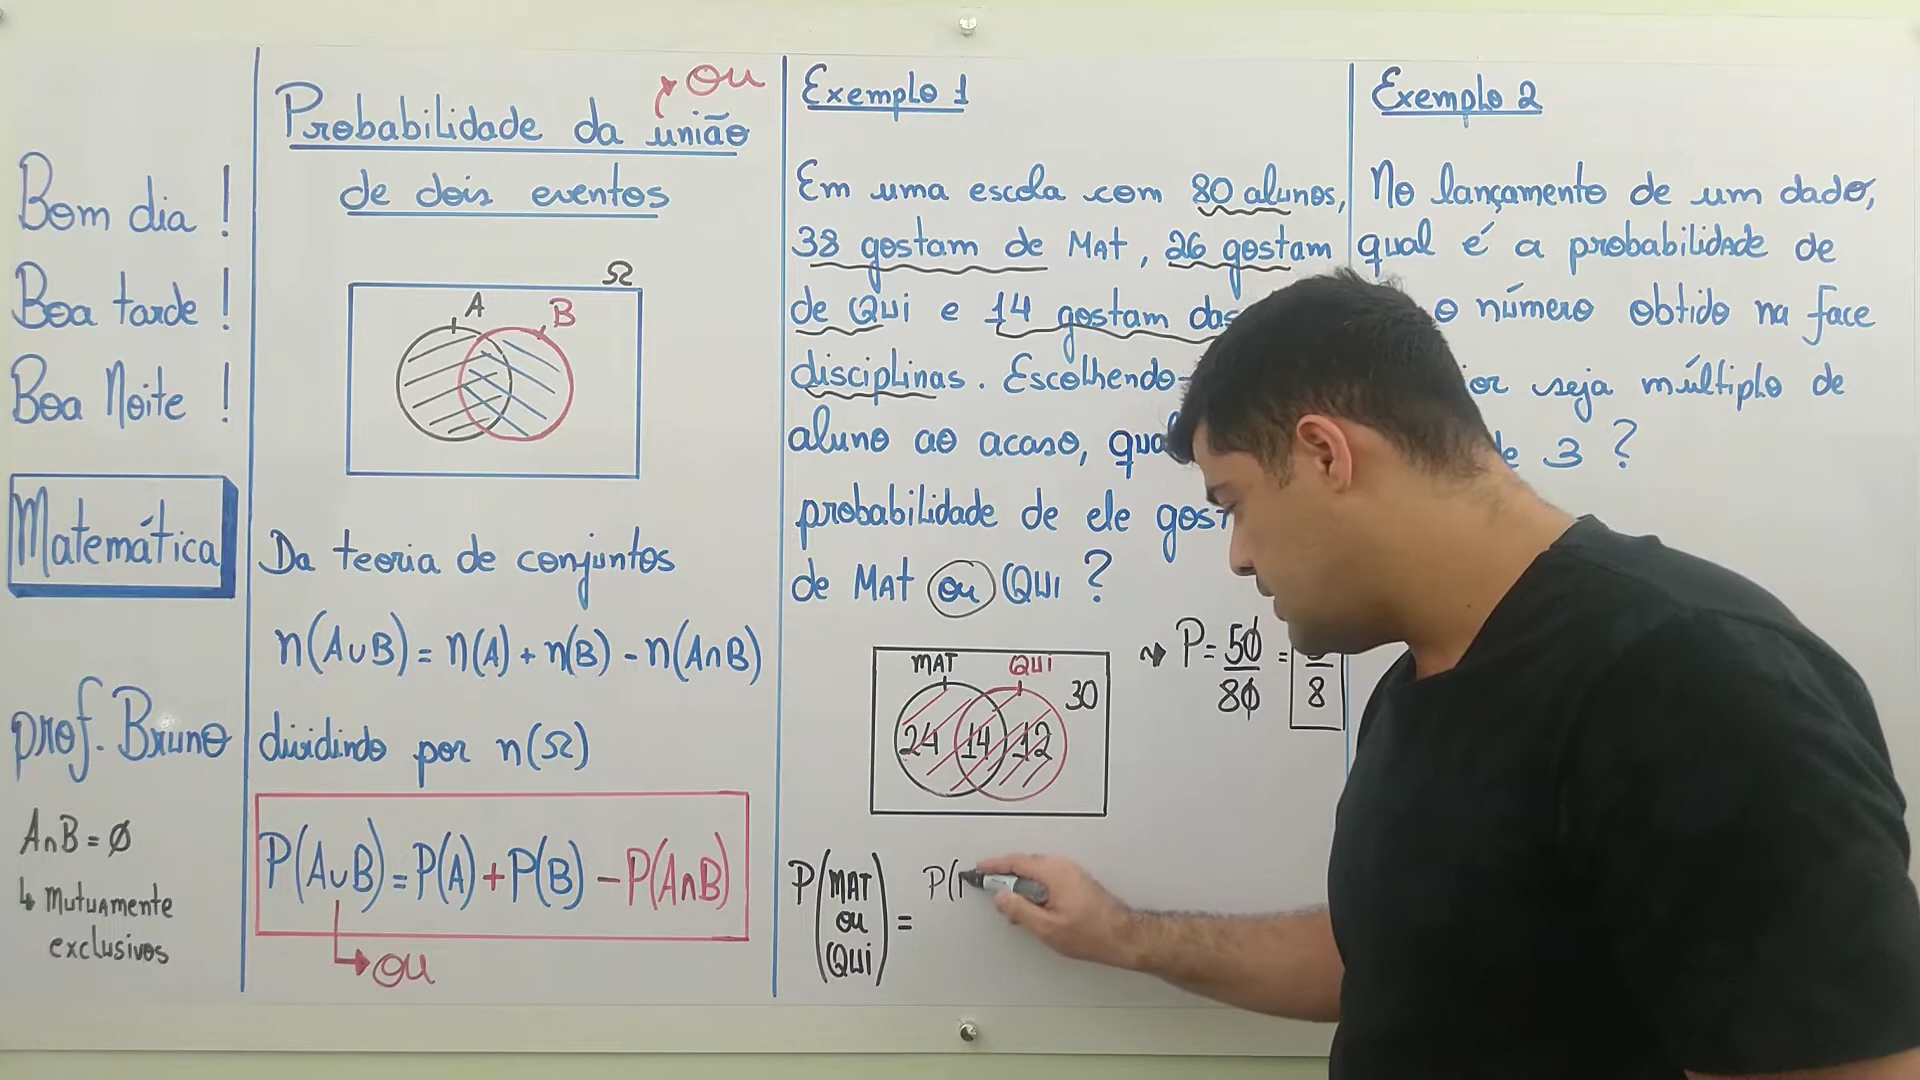 Bom dia !
Boa tarde !
Boa Noite !
Matemática
prof. Bruno
A∩B = ∅
↳ Mutuamente
exclusivos
Probabilidade da união
→ ou
de dois eventos
Ω
A B
Da teoria de conjuntos
n(A∪B) = n(A) + n(B) - n(A∩B)
dividindo por n(Ω)
P(A∪B) = P(A) + P(B) - P(A∩B)
→ ou
Exemplo 1
Em uma escola com 80 alunos,
38 gostam de MAT, 26 gostam
de QUI e 14 gostam das
disciplinas. Escolhendo-
aluno ao acaso,
probabilidade de ele
de MAT ou QUI ?
MAT QUI
30
24 14 12
→ P = 50/80 = /8
P(MAT ou QUI) = P(
Exemplo 2
No lançamento de um dado,
qual é a probabilidade de
o número obtido na face
seja múltiplo de
3 ?